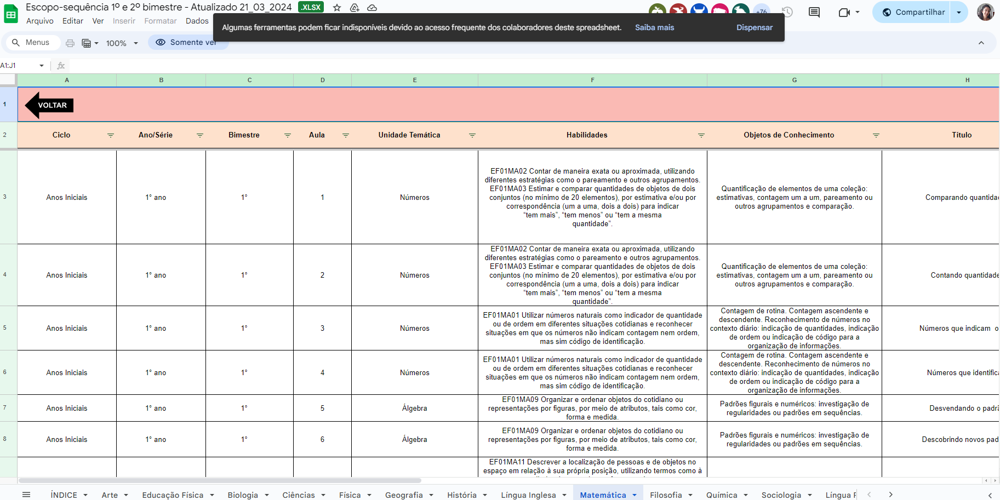 Escopo-sequência 1º e 2º bimestre - Atualizado 21_03_2024 .XLSX
+76
Compartilhar
Arquivo Editar Ver Inserir Formatar Dados
Algumas ferramentas podem ficar indisponíveis devido ao acesso frequente dos colaboradores deste spreadsheet. Saiba mais Dispensar
Menus 100% Somente ver
A1:J1 fx
A B C D E F G H
1 VOLTAR
2 Ciclo Ano/Série Bimestre Aula Unidade Temática Habilidades Objetos de Conhecimento Título
3 Anos Iniciais 1° ano 1° 1 Números
EF01MA02 Contar de maneira exata ou aproximada, utilizando
diferentes estratégias como o pareamento e outros agrupamentos.
EF01MA03 Estimar e comparar quantidades de objetos de dois
conjuntos (no mínimo de 20 elementos), por estimativa e/ou por
correspondência (um a uma, dois a dois) para indicar
“tem mais”, “tem menos” ou “tem a mesma
quantidade”.
Quantificação de elementos de uma coleção:
estimativas, contagem um a um, pareamento ou
outros agrupamentos e comparação.
Comparando quantida
4 Anos Iniciais 1° ano 1° 2 Números
EF01MA02 Contar de maneira exata ou aproximada, utilizando
diferentes estratégias como o pareamento e outros agrupamentos.
EF01MA03 Estimar e comparar quantidades de objetos de dois
conjuntos (no mínimo de 20 elementos), por estimativa e/ou por
correspondência (um a uma, dois a dois) para indicar
“tem mais”, “tem menos” ou “tem a mesma
quantidade”.
Quantificação de elementos de uma coleção:
estimativas, contagem um a um, pareamento ou
outros agrupamentos e comparação.
Contando quantidade
5 Anos Iniciais 1° ano 1° 3 Números
EF01MA01 Utilizar números naturais como indicador de quantidade
ou de ordem em diferentes situações cotidianas e reconhecer
situações em que os números não indicam contagem nem ordem,
mas sim código de identificação.
Contagem de rotina. Contagem ascendente e
descendente. Reconhecimento de números no
contexto diário: indicação de quantidades, indicação
de ordem ou indicação de código para a
organização de informações.
Números que indicam o
6 Anos Iniciais 1° ano 1° 4 Números
EF01MA01 Utilizar números naturais como indicador de quantidade
ou de ordem em diferentes situações cotidianas e reconhecer
situações em que os números não indicam contagem nem ordem,
mas sim código de identificação.
Contagem de rotina. Contagem ascendente e
descendente. Reconhecimento de números no
contexto diário: indicação de quantidades, indicação
de ordem ou indicação de código para a
organização de informações.
Números que identifica
7 Anos Iniciais 1° ano 1° 5 Álgebra
EF01MA09 Organizar e ordenar objetos do cotidiano ou
representações por figuras, por meio de atributos, tais como cor,
forma e medida.
Padrões figurais e numéricos: investigação de
regularidades ou padrões em sequências.
Desvendando o padrã
8 Anos Iniciais 1° ano 1° 6 Álgebra
EF01MA09 Organizar e ordenar objetos do cotidiano ou
representações por figuras, por meio de atributos, tais como cor,
forma e medida.
Padrões figurais e numéricos: investigação de
regularidades ou padrões em sequências.
Descobrindo novos pad
EF01MA11 Descrever a localização de pessoas e de objetos no
espaço em relação à sua própria posição, utilizando termos como à
ÍNDICE Arte Educação Física Biologia Ciências Física Geografia História Língua Inglesa Matemática Filosofia Química Sociologia Língua